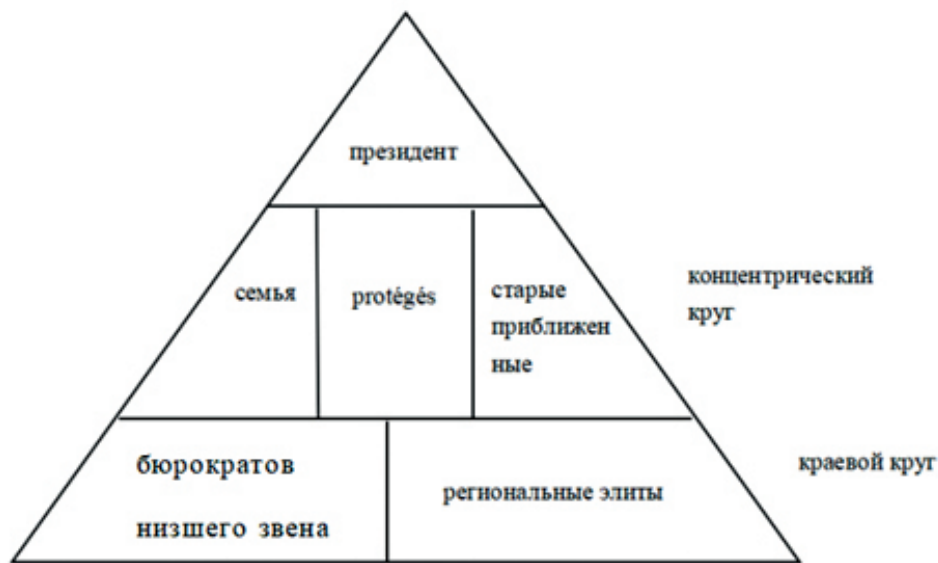 президент
семья
protégés
старые
приближен
ные
концентрический
круг
бюрократов
низшего звена
региональные элиты
краевой круг